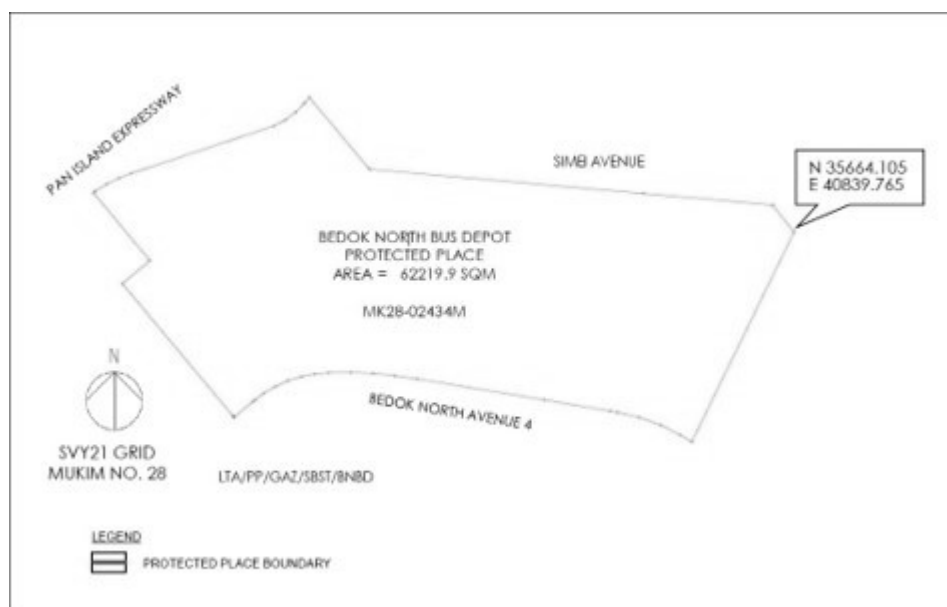 PAN ISLAND EXPRESSWAY
SIMB AVENUE
N 35664.105
E 40839.765
BEDOK NORTH BUS DEPOT
PROTECTED PLACE
AREA = 62219.9 SQM
MK28-02434M
BEDOK NORTH AVENUE 4
N
SVY21 GRID
MUKIM NO. 28
LTA/PP/GAZ/SBST/BNBD
LEGEND
PROTECTED PLACE BOUNDARY